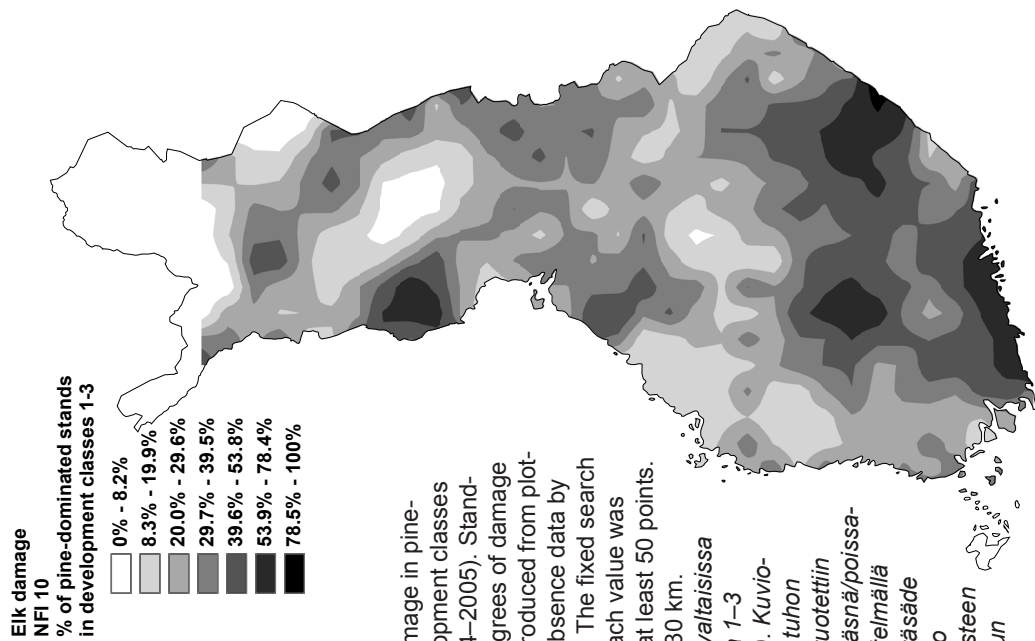 Elk damage
NFI 10
% of pine-dominated stands
in development classes 1-3
0% - 8.2%
8.3% - 19.9%
20.0% - 29.6%
29.7% - 39.5%
39.6% - 53.8%
53.9% - 78.4%
78.5% - 100%
mage in pine-
opment classes
4–2005). Stand-
grees of damage
roduced from plot-
bsence data by
The fixed search
ach value was
at least 50 points.
30 km.
valtaisissa
1–3
. Kuvio-
tuhon
uotettiin
äsnä/poissa-
elmällä
äsäde
o
steen
un